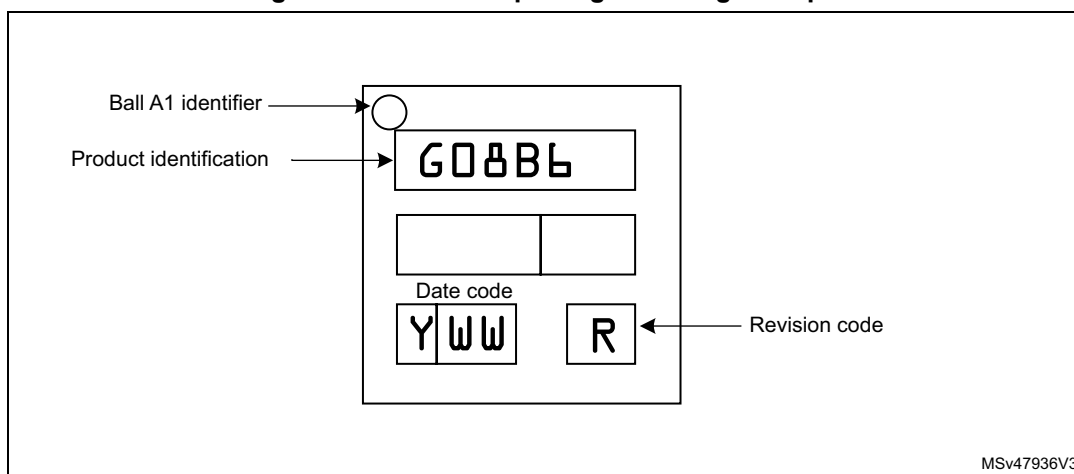 Ball A1 identifier
Product identification
G08B6
Date code
Y WW
R
Revision code
MSv47936V3